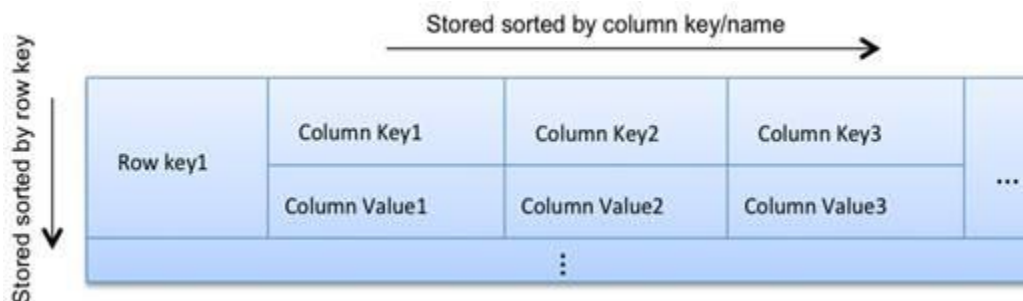 Stored sorted by column key/name
Stored sorted by row key
Row key1
Column Key1
Column Key2
Column Key3
Column Value1
Column Value2
Column Value3
...
⋮